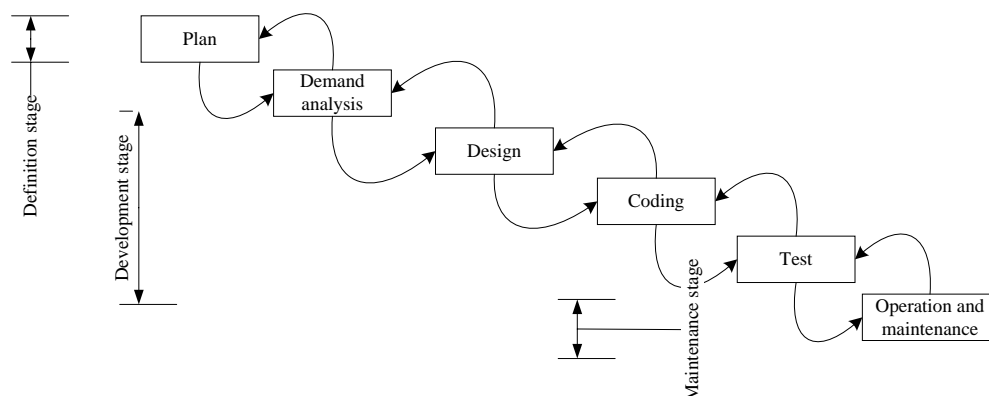 Plan
Demand
analysis
Design
Coding
Test
Operation and
maintenance
Definition stage
Development stage
Maintenance stage